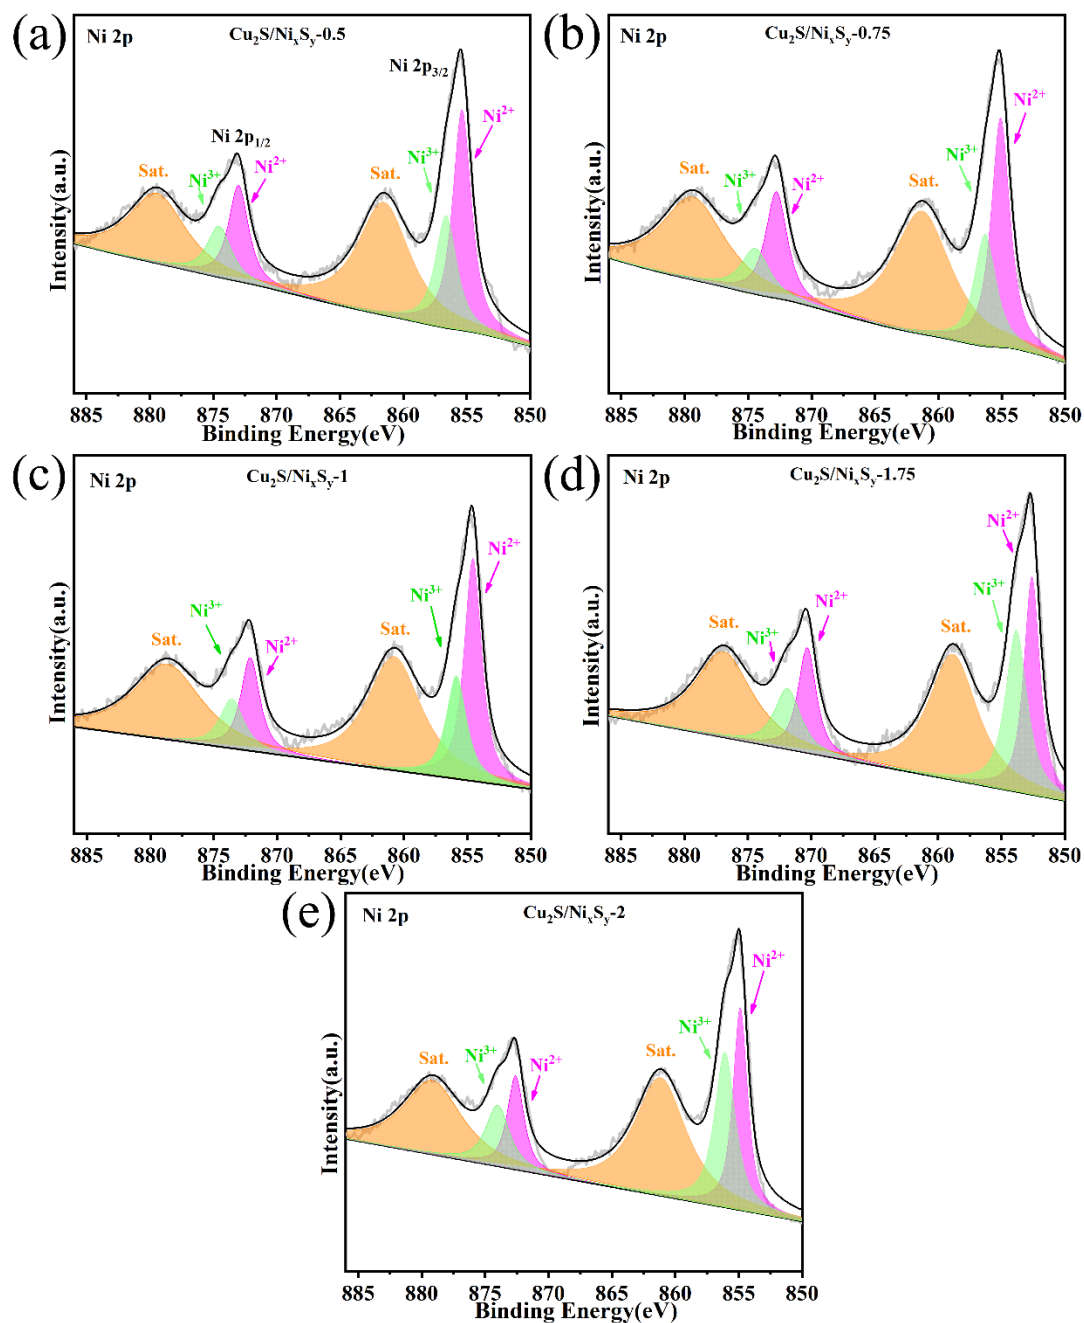 (a)
Ni 2p
Cu₂S/NiₓSᵧ-0.5
Ni 2p₃/₂
Ni²⁺
Ni 2p₁/₂
Ni³⁺
Sat.
Ni³⁺
Ni²⁺
Sat.
Intensity(a.u.)
885 880 875 870 865 860 855 850
Binding Energy(eV)
(b)
Ni 2p
Cu₂S/NiₓSᵧ-0.75
Ni²⁺
Ni³⁺
Sat.
Ni³⁺
Ni²⁺
Sat.
Intensity(a.u.)
885 880 875 870 865 860 855 850
Binding Energy(eV)
(c)
Ni 2p
Cu₂S/NiₓSᵧ-1
Ni²⁺
Ni³⁺
Ni³⁺
Sat.
Ni²⁺
Sat.
Intensity(a.u.)
885 880 875 870 865 860 855 850
Binding Energy(eV)
(d)
Ni 2p
Cu₂S/NiₓSᵧ-1.75
Ni²⁺
Ni³⁺
Sat.
Ni³⁺
Ni²⁺
Sat.
Intensity(a.u.)
885 880 875 870 865 860 855 850
Binding Energy(eV)
(e)
Ni 2p
Cu₂S/NiₓSᵧ-2
Ni²⁺
Ni³⁺
Sat.
Ni³⁺
Ni²⁺
Sat.
Intensity(a.u.)
885 880 875 870 865 860 855 850
Binding Energy(eV)